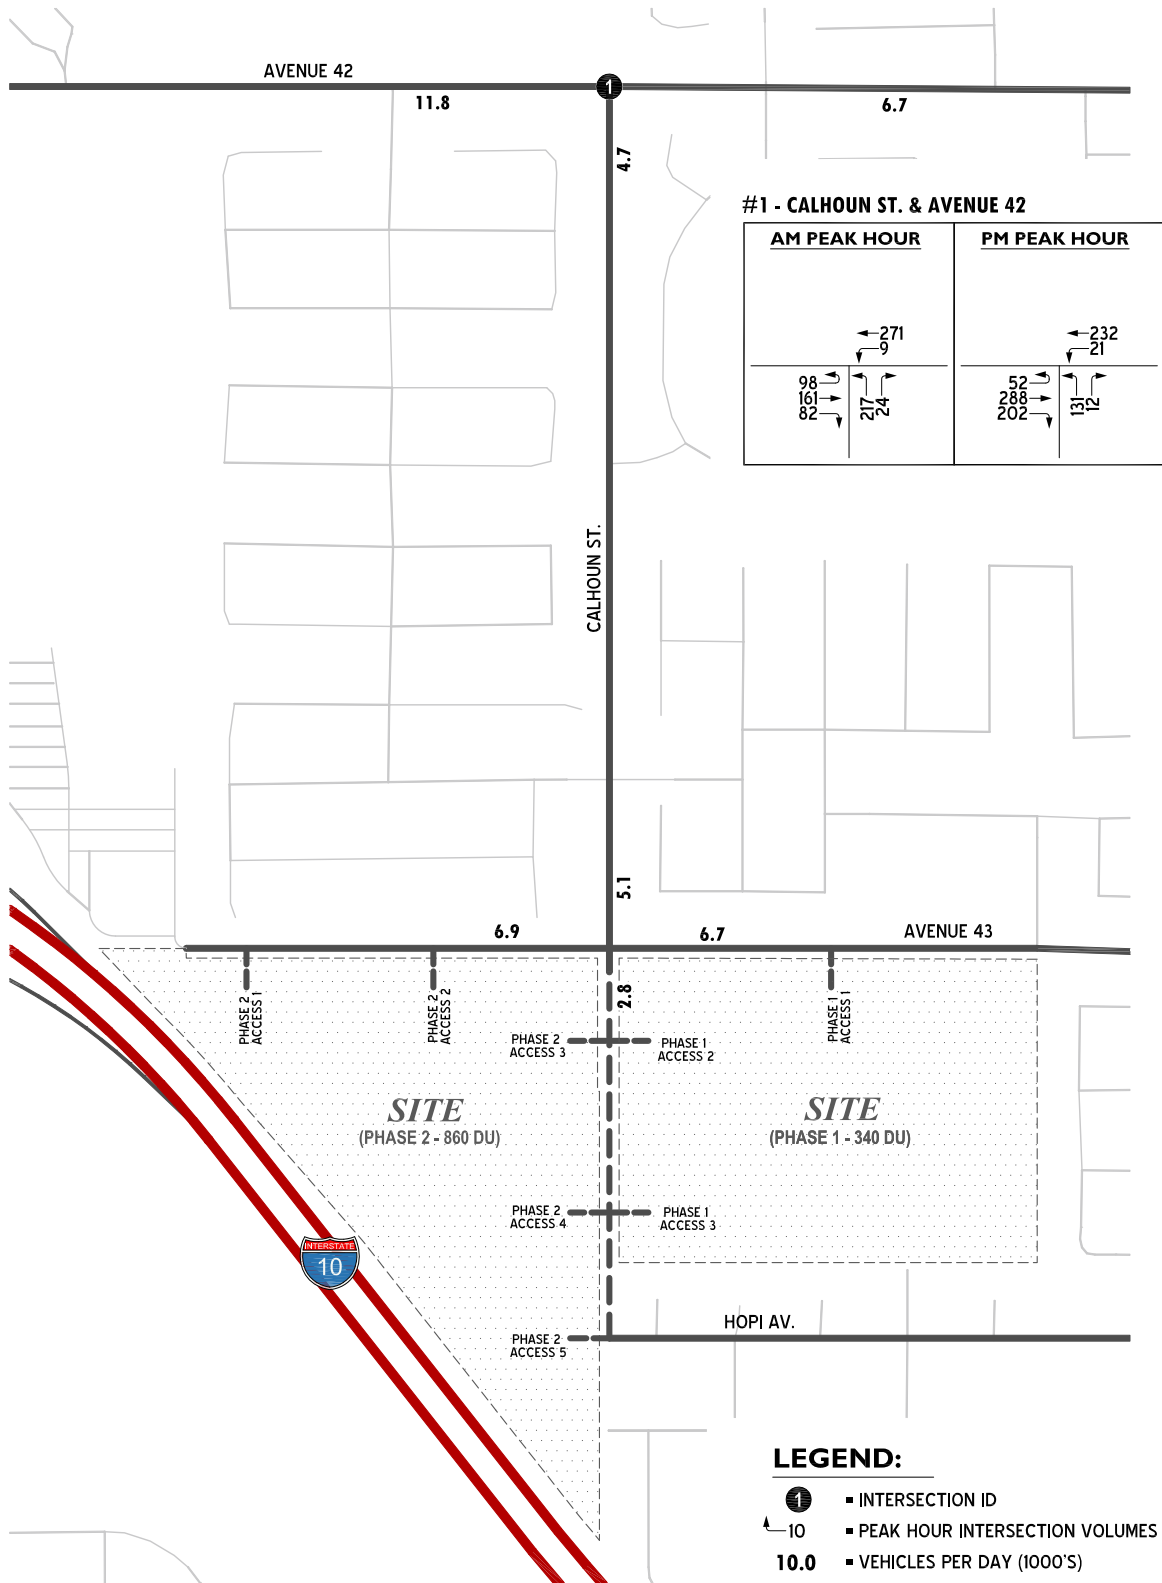 AVENUE 42
1
11.8
6.7
4.7
#1 - CALHOUN ST. & AVENUE 42
AM PEAK HOUR
PM PEAK HOUR
271
9
98
161
82
217
24
232
21
52
288
202
131
12
CALHOUN ST.
5.1
6.9
6.7
AVENUE 43
2.8
PHASE 2
ACCESS 1
PHASE 2
ACCESS 2
PHASE 1
ACCESS 1
PHASE 2
ACCESS 3
PHASE 1
ACCESS 2
SITE
(PHASE 2 - 860 DU)
SITE
(PHASE 1 - 340 DU)
PHASE 2
ACCESS 4
PHASE 1
ACCESS 3
INTERSTATE
10
HOPI AV.
PHASE 2
ACCESS 5
LEGEND:
1 = INTERSECTION ID
10 = PEAK HOUR INTERSECTION VOLUMES
10.0 = VEHICLES PER DAY (1000'S)